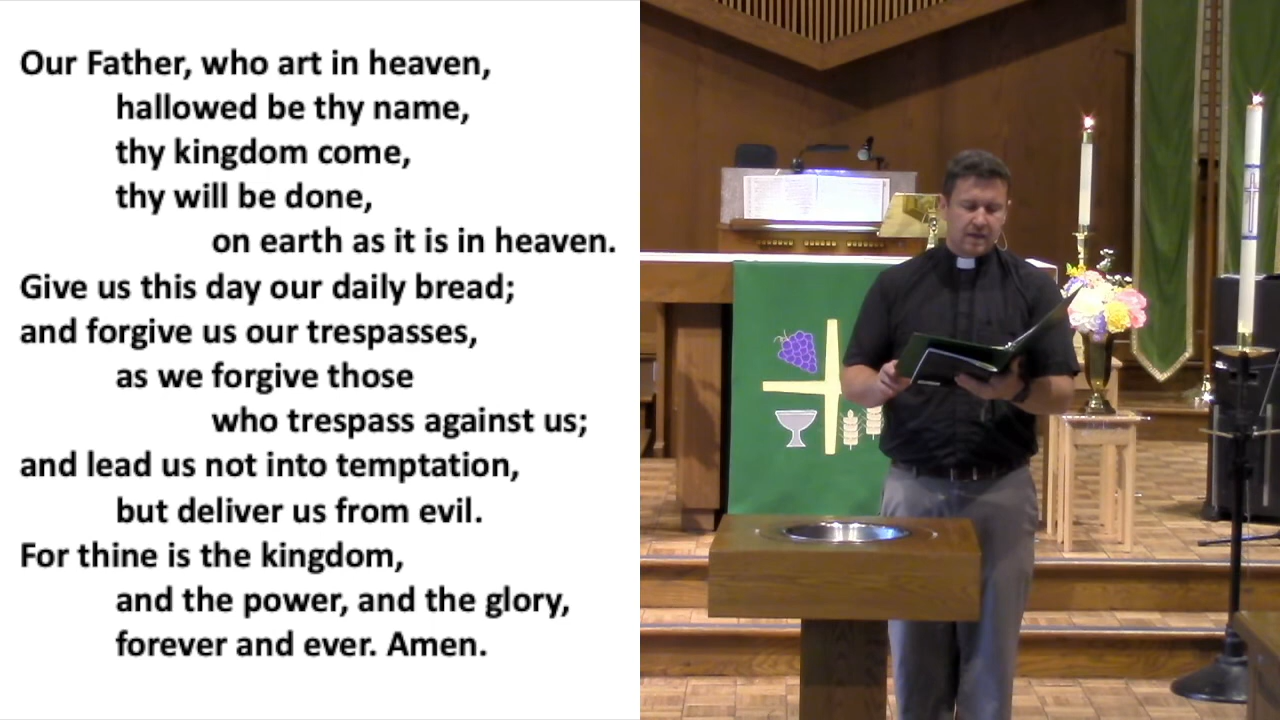 Our Father, who art in heaven,
hallowed be thy name,
thy kingdom come,
thy will be done,
on earth as it is in heaven.
Give us this day our daily bread;
and forgive us our trespasses,
as we forgive those
who trespass against us;
and lead us not into temptation,
but deliver us from evil.
For thine is the kingdom,
and the power, and the glory,
forever and ever. Amen.